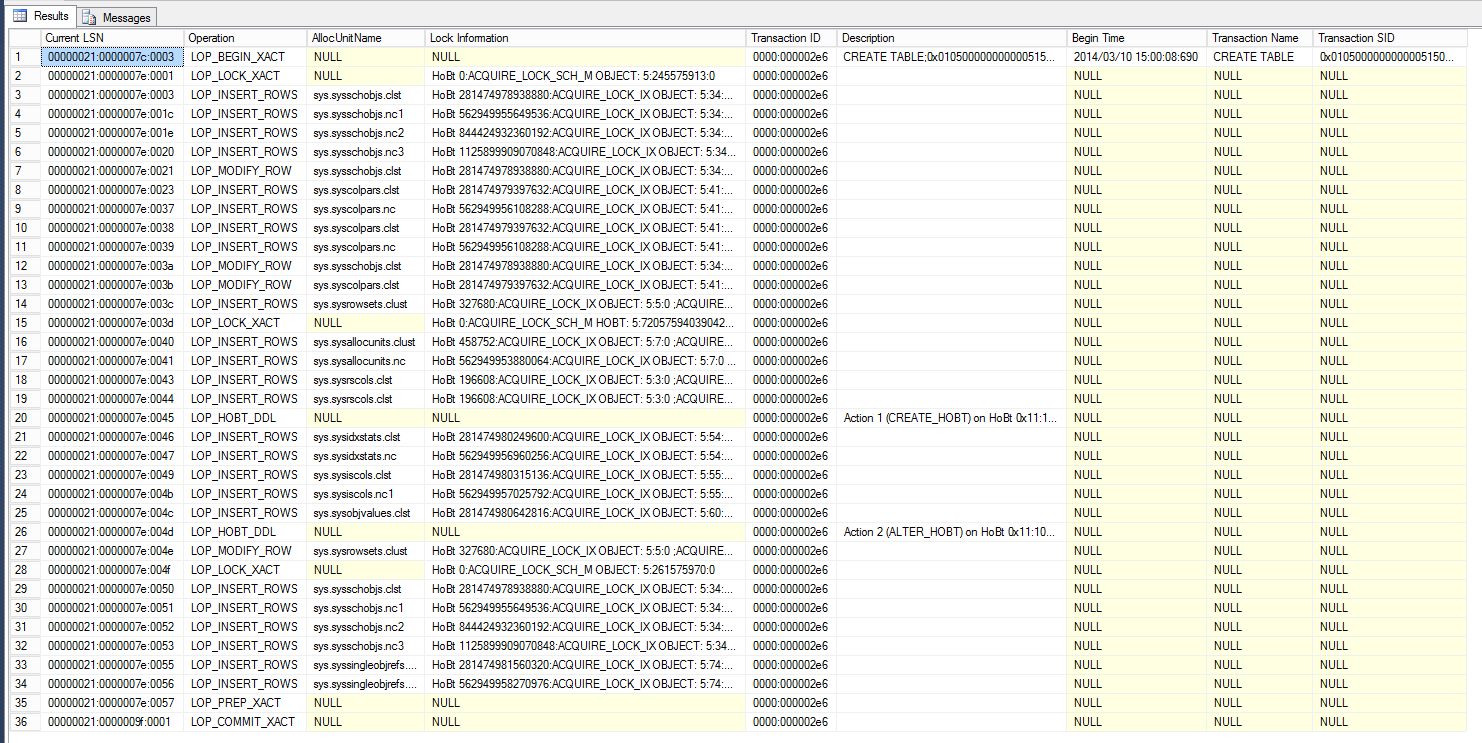 Results Messages
Current LSN Operation AllocUnitName Lock Information Transaction ID Description Begin Time Transaction Name Transaction SID
1 00000021:0000007c:0003 LOP_BEGIN_XACT NULL NULL 0000:000002e6 CREATE TABLE;0x010500000000000515... 2014/03/10 15:00:08:690 CREATE TABLE 0x0105000000000005150...
2 00000021:0000007e:0001 LOP_LOCK_XACT NULL HoBt 0:ACQUIRE_LOCK_SCH_M OBJECT: 5:245575913:0 0000:000002e6 NULL NULL NULL
3 00000021:0000007e:0003 LOP_INSERT_ROWS sys.sysschobjs.clst HoBt 281474978938880:ACQUIRE_LOCK_IX OBJECT: 5:34:... 0000:000002e6 NULL NULL NULL
4 00000021:0000007e:001c LOP_INSERT_ROWS sys.sysschobjs.nc1 HoBt 562949955649536:ACQUIRE_LOCK_IX OBJECT: 5:34:... 0000:000002e6 NULL NULL NULL
5 00000021:0000007e:001e LOP_INSERT_ROWS sys.sysschobjs.nc2 HoBt 844424932360192:ACQUIRE_LOCK_IX OBJECT: 5:34:... 0000:000002e6 NULL NULL NULL
6 00000021:0000007e:0020 LOP_INSERT_ROWS sys.sysschobjs.nc3 HoBt 1125899909070848:ACQUIRE_LOCK_IX OBJECT: 5:34... 0000:000002e6 NULL NULL NULL
7 00000021:0000007e:0021 LOP_MODIFY_ROW sys.sysschobjs.clst HoBt 281474978938880:ACQUIRE_LOCK_IX OBJECT: 5:34:... 0000:000002e6 NULL NULL NULL
8 00000021:0000007e:0023 LOP_INSERT_ROWS sys.syscolpars.clst HoBt 281474979397632:ACQUIRE_LOCK_IX OBJECT: 5:41:... 0000:000002e6 NULL NULL NULL
9 00000021:0000007e:0037 LOP_INSERT_ROWS sys.syscolpars.nc HoBt 562949956108288:ACQUIRE_LOCK_IX OBJECT: 5:41:... 0000:000002e6 NULL NULL NULL
10 00000021:0000007e:0038 LOP_INSERT_ROWS sys.syscolpars.clst HoBt 281474979397632:ACQUIRE_LOCK_IX OBJECT: 5:41:... 0000:000002e6 NULL NULL NULL
11 00000021:0000007e:0039 LOP_INSERT_ROWS sys.syscolpars.nc HoBt 562949956108288:ACQUIRE_LOCK_IX OBJECT: 5:41:... 0000:000002e6 NULL NULL NULL
12 00000021:0000007e:003a LOP_MODIFY_ROW sys.sysschobjs.clst HoBt 281474978938880:ACQUIRE_LOCK_IX OBJECT: 5:34:... 0000:000002e6 NULL NULL NULL
13 00000021:0000007e:003b LOP_MODIFY_ROW sys.syscolpars.clst HoBt 281474979397632:ACQUIRE_LOCK_IX OBJECT: 5:41:... 0000:000002e6 NULL NULL NULL
14 00000021:0000007e:003c LOP_INSERT_ROWS sys.sysrowsets.clust HoBt 327680:ACQUIRE_LOCK_IX OBJECT: 5:5:0 ;ACQUIRE... 0000:000002e6 NULL NULL NULL
15 00000021:0000007e:003d LOP_LOCK_XACT NULL HoBt 0:ACQUIRE_LOCK_SCH_M HOBT: 5:72057594039042... 0000:000002e6 NULL NULL NULL
16 00000021:0000007e:0040 LOP_INSERT_ROWS sys.sysallocunits.clust HoBt 458752:ACQUIRE_LOCK_IX OBJECT: 5:7:0 ;ACQUIRE... 0000:000002e6 NULL NULL NULL
17 00000021:0000007e:0041 LOP_INSERT_ROWS sys.sysallocunits.nc HoBt 562949953880064:ACQUIRE_LOCK_IX OBJECT: 5:7:0 ... 0000:000002e6 NULL NULL NULL
18 00000021:0000007e:0043 LOP_INSERT_ROWS sys.sysrscols.clst HoBt 196608:ACQUIRE_LOCK_IX OBJECT: 5:3:0 ;ACQUIRE... 0000:000002e6 NULL NULL NULL
19 00000021:0000007e:0044 LOP_INSERT_ROWS sys.sysrscols.clst HoBt 196608:ACQUIRE_LOCK_IX OBJECT: 5:3:0 ;ACQUIRE... 0000:000002e6 NULL NULL NULL
20 00000021:0000007e:0045 LOP_HOBT_DDL NULL NULL 0000:000002e6 Action 1 (CREATE_HOBT) on HoBt 0x11:1... NULL NULL NULL
21 00000021:0000007e:0046 LOP_INSERT_ROWS sys.sysidxstats.clst HoBt 281474980249600:ACQUIRE_LOCK_IX OBJECT: 5:54:... 0000:000002e6 NULL NULL NULL
22 00000021:0000007e:0047 LOP_INSERT_ROWS sys.sysidxstats.nc HoBt 562949956960256:ACQUIRE_LOCK_IX OBJECT: 5:54:... 0000:000002e6 NULL NULL NULL
23 00000021:0000007e:0049 LOP_INSERT_ROWS sys.sysiscols.clst HoBt 281474980315136:ACQUIRE_LOCK_IX OBJECT: 5:55:... 0000:000002e6 NULL NULL NULL
24 00000021:0000007e:004b LOP_INSERT_ROWS sys.sysiscols.nc1 HoBt 562949957025792:ACQUIRE_LOCK_IX OBJECT: 5:55:... 0000:000002e6 NULL NULL NULL
25 00000021:0000007e:004c LOP_INSERT_ROWS sys.sysobjvalues.clst HoBt 281474980642816:ACQUIRE_LOCK_IX OBJECT: 5:60:... 0000:000002e6 NULL NULL NULL
26 00000021:0000007e:004d LOP_HOBT_DDL NULL NULL 0000:000002e6 Action 2 (ALTER_HOBT) on HoBt 0x11:10... NULL NULL NULL
27 00000021:0000007e:004e LOP_MODIFY_ROW sys.sysrowsets.clust HoBt 327680:ACQUIRE_LOCK_IX OBJECT: 5:5:0 ;ACQUIRE... 0000:000002e6 NULL NULL NULL
28 00000021:0000007e:004f LOP_LOCK_XACT NULL HoBt 0:ACQUIRE_LOCK_SCH_M OBJECT: 5:261575970:0 0000:000002e6 NULL NULL NULL
29 00000021:0000007e:0050 LOP_INSERT_ROWS sys.sysschobjs.clst HoBt 281474978938880:ACQUIRE_LOCK_IX OBJECT: 5:34:... 0000:000002e6 NULL NULL NULL
30 00000021:0000007e:0051 LOP_INSERT_ROWS sys.sysschobjs.nc1 HoBt 562949955649536:ACQUIRE_LOCK_IX OBJECT: 5:34:... 0000:000002e6 NULL NULL NULL
31 00000021:0000007e:0052 LOP_INSERT_ROWS sys.sysschobjs.nc2 HoBt 844424932360192:ACQUIRE_LOCK_IX OBJECT: 5:34:... 0000:000002e6 NULL NULL NULL
32 00000021:0000007e:0053 LOP_INSERT_ROWS sys.sysschobjs.nc3 HoBt 1125899909070848:ACQUIRE_LOCK_IX OBJECT: 5:34... 0000:000002e6 NULL NULL NULL
33 00000021:0000007e:0055 LOP_INSERT_ROWS sys.syssingleobjrefs.... HoBt 281474981560320:ACQUIRE_LOCK_IX OBJECT: 5:74:... 0000:000002e6 NULL NULL NULL
34 00000021:0000007e:0056 LOP_INSERT_ROWS sys.syssingleobjrefs.... HoBt 562949958270976:ACQUIRE_LOCK_IX OBJECT: 5:74:... 0000:000002e6 NULL NULL NULL
35 00000021:0000007e:0057 LOP_PREP_XACT NULL NULL 0000:000002e6 NULL NULL NULL
36 00000021:0000009f:0001 LOP_COMMIT_XACT NULL NULL 0000:000002e6 NULL NULL NULL